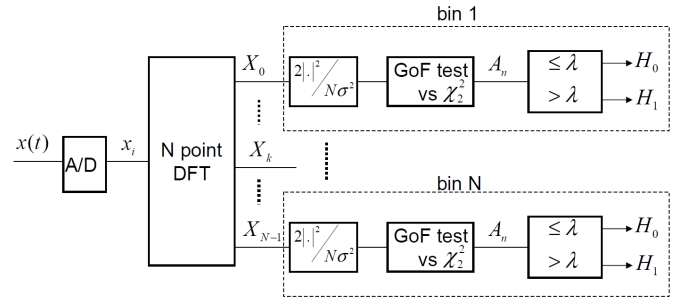 bin 1
X_0
2|.|^2 / Nσ^2
GoF test
vs χ_2^2
A_n
≤ λ
> λ
H_0
H_1
x(t)
A/D
x_i
N point
DFT
X_k
bin N
X_{N-1}
2|.|^2 / Nσ^2
GoF test
vs χ_2^2
A_n
≤ λ
> λ
H_0
H_1